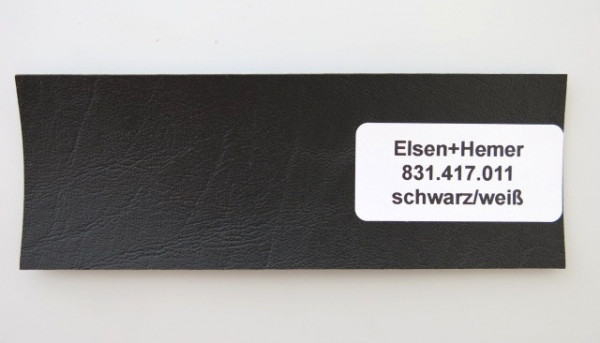 Elsen+Hemer
831.417.011
schwarz/weiß